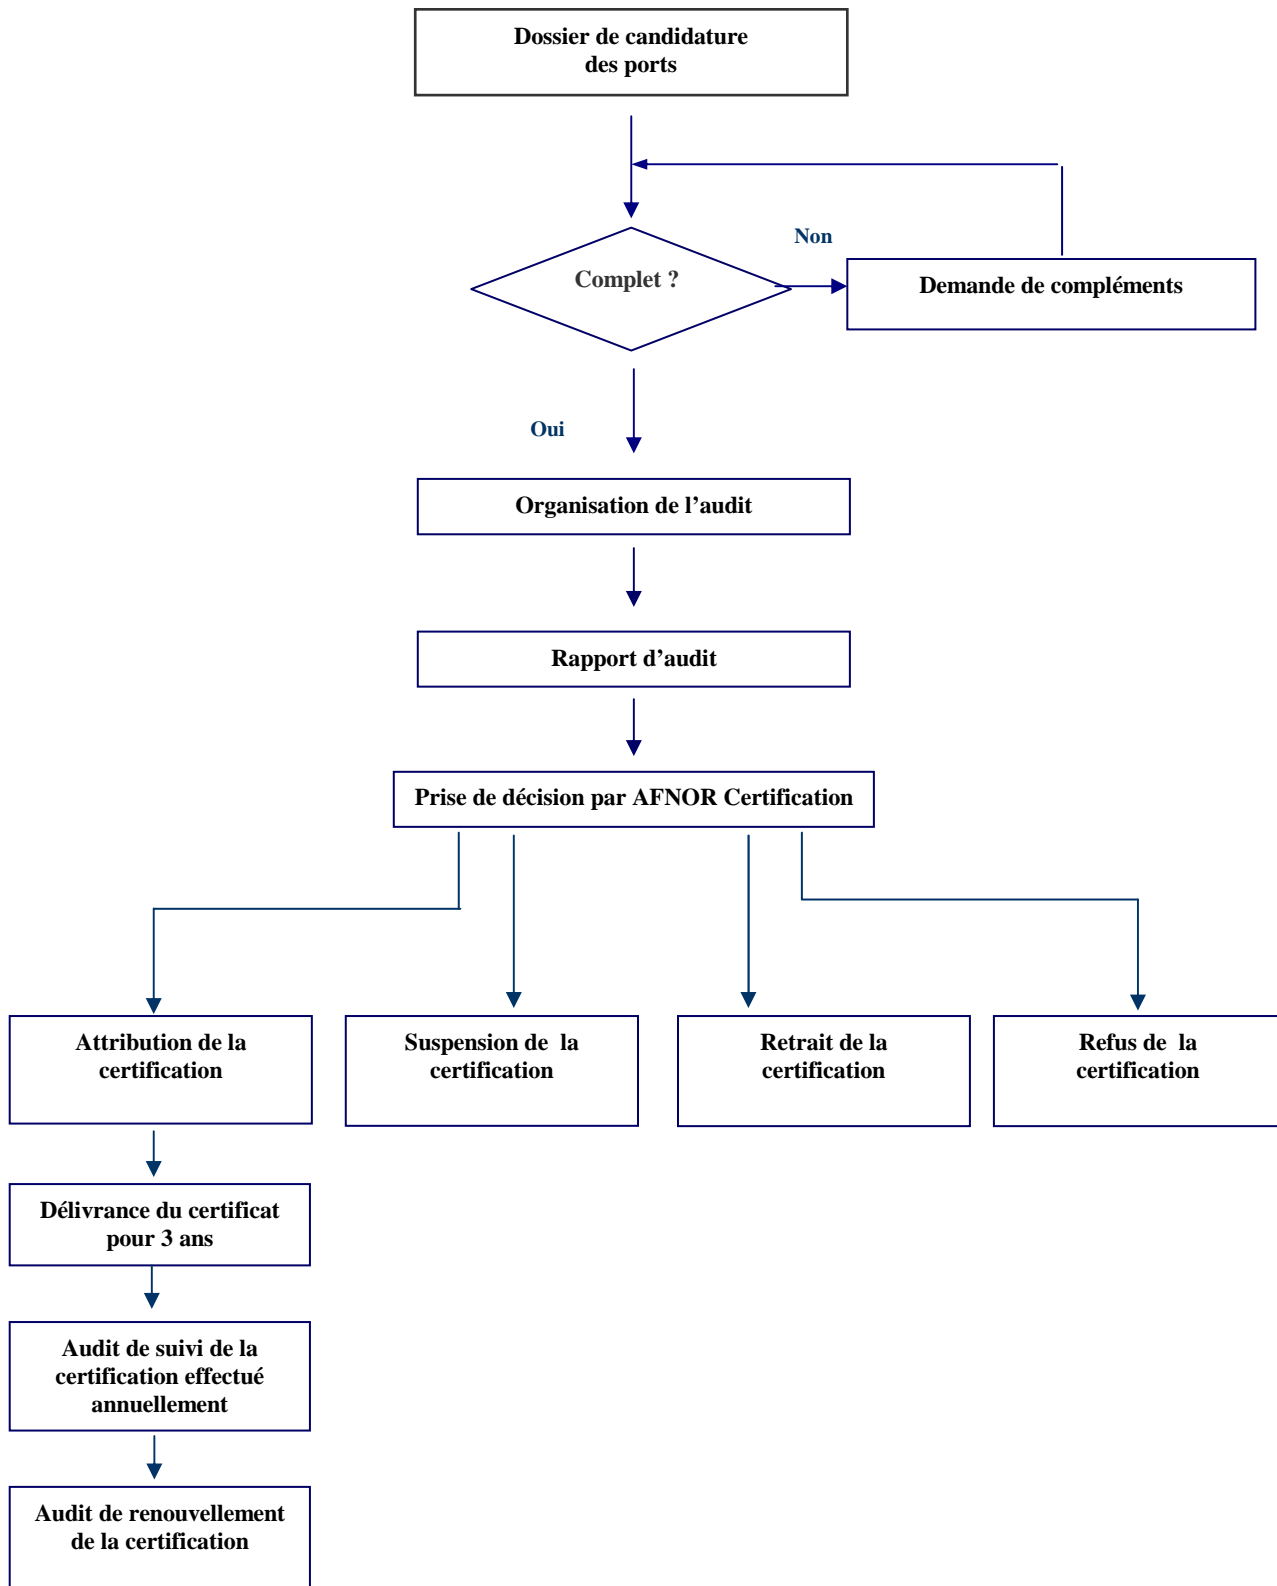 Dossier de candidature
des ports
Non
Complet ?
Demande de compléments
Oui
Organisation de l’audit
Rapport d’audit
Prise de décision par AFNOR Certification
Attribution de la
certification
Suspension de  la
certification
Retrait de la
certification
Refus de  la
certification
Délivrance du certificat
pour 3 ans
Audit de suivi de la
certification effectué
annuellement
Audit de renouvellement
de la certification